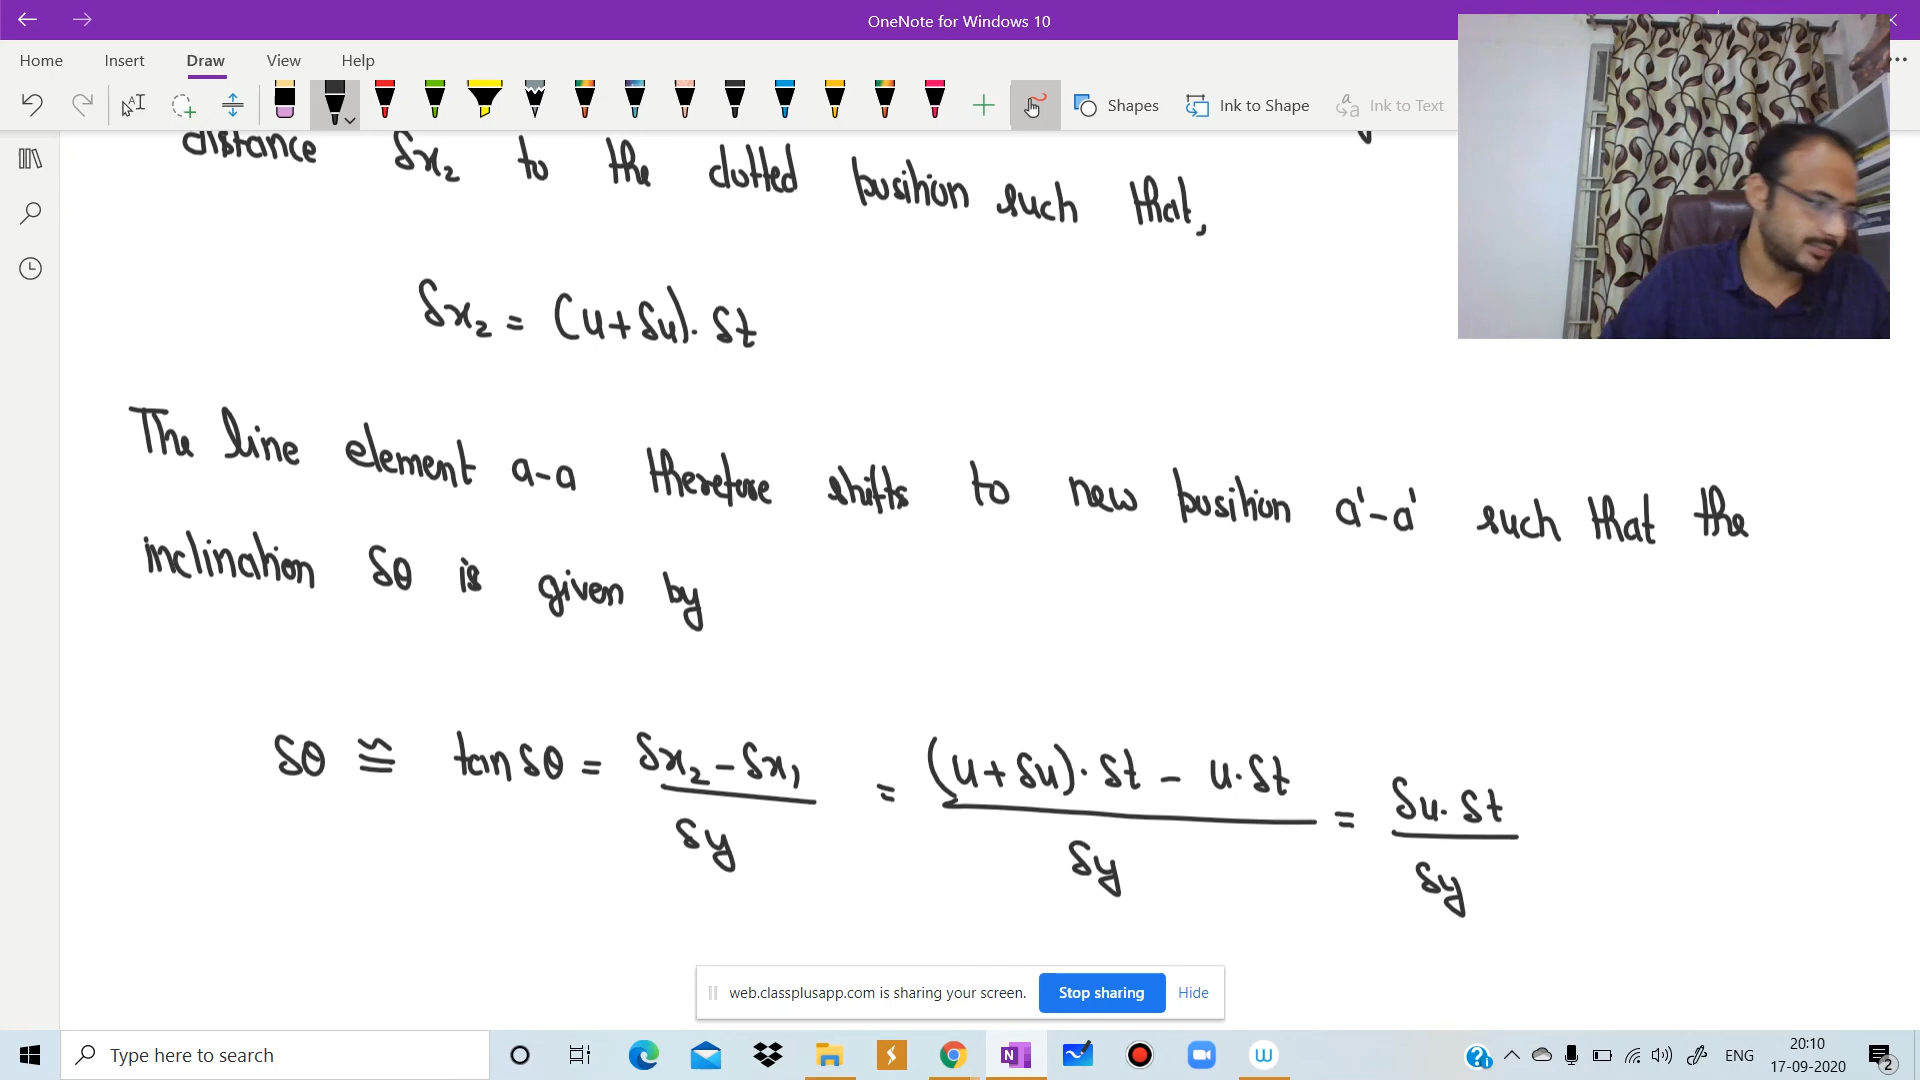 OneNote for Windows 10
Home Insert Draw View Help
Shapes Ink to Shape Ink to Text
distance δx₂ to the dotted position such that,
δx₂ = (u+δu)·δt
The line element a-a therefore shifts to new position a'-a' such that the
inclination δθ is given by
δθ ≅ tan δθ = (δx₂-δx₁)/δy = ((u+δu)·δt - u·δt)/δy = (δu·δt)/δy
web.classplusapp.com is sharing your screen. Stop sharing Hide
Type here to search
ENG
20:10
17-09-2020
2